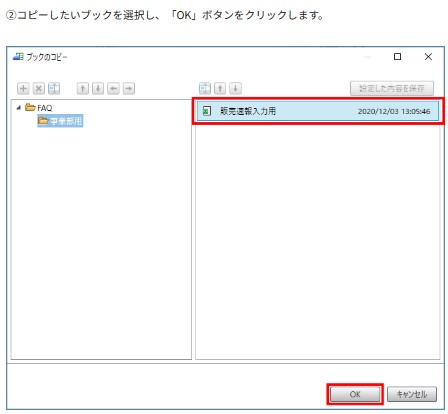 ②コピーしたいブックを選択し、「OK」ボタンをクリックします。
ブックのコピー
設定した内容を保存
FAQ
事業部用
販売週報入力用 2020/12/03 13:05:46
OK キャンセル